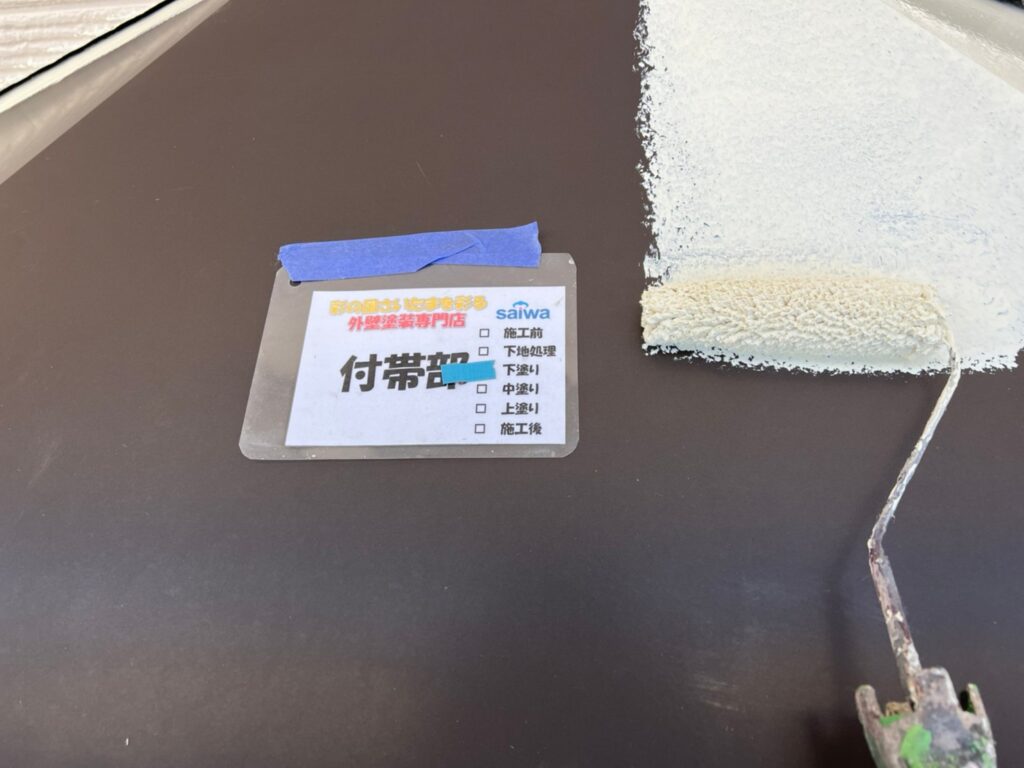 外壁塗装専門店
saiwa
付帯部
□ 施工前
□ 下地処理
下塗り
□ 中塗り
□ 上塗り
□ 施工後